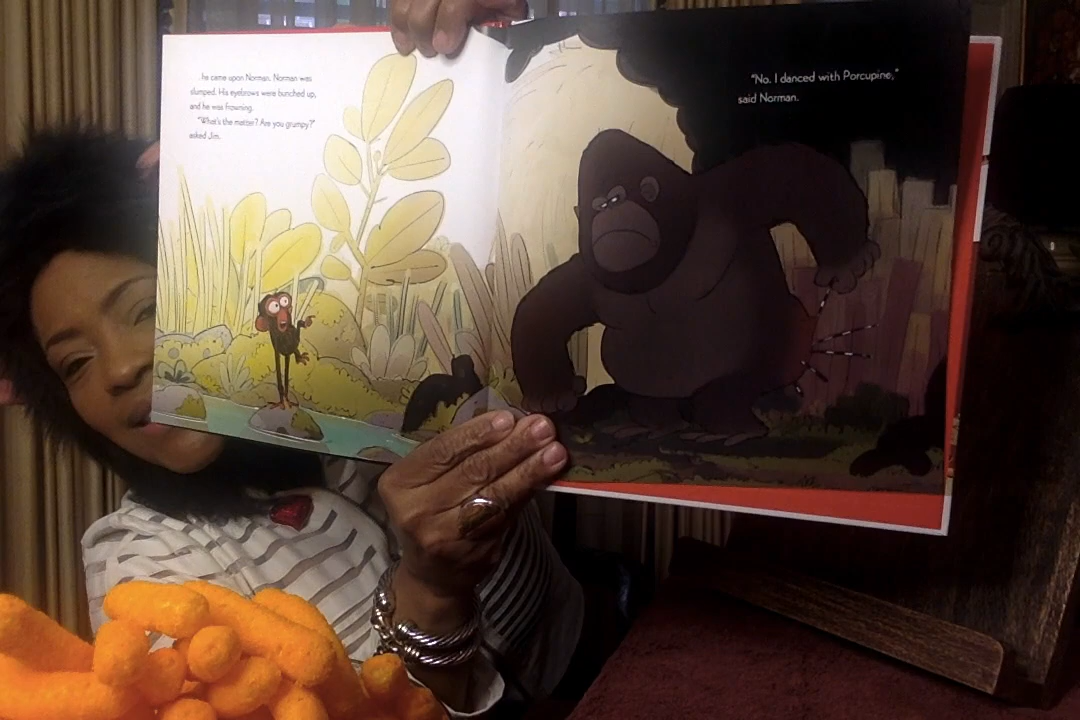 he came upon Norman. Norman was
slumped. His eyebrows were bunched up,
and he was frowning.
"What's the matter? Are you grumpy?"
asked Jim.
"No. I danced with Porcupine,"
said Norman.